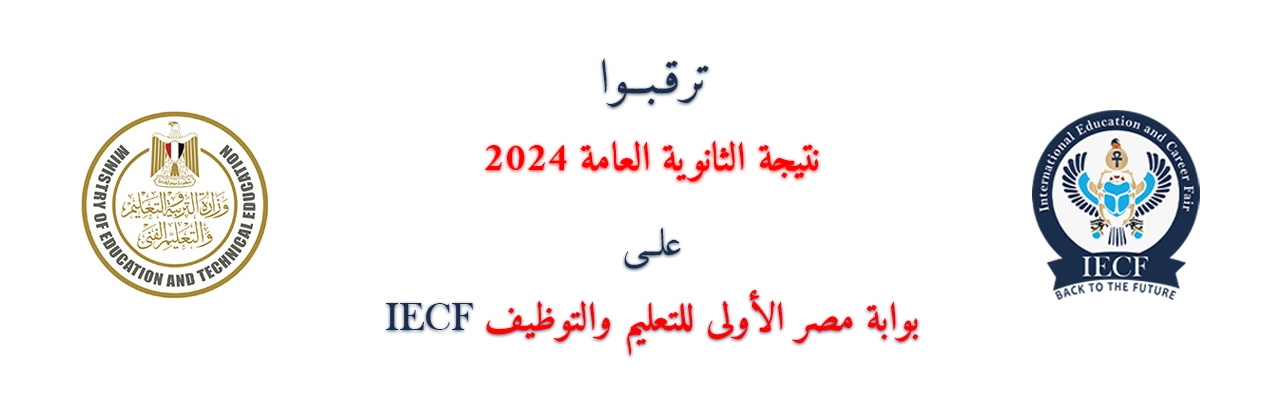 ترقبوا
نتيجة الثانوية العامة 2024
على
بوابة مصر الأولى للتعليم والتوظيف IECF
وزارة التربية والتعليم
والتعليم الفني
MINISTRY OF EDUCATION AND TECHNICAL EDUCATION
International Education and Career Fair
IECF
BACK TO THE FUTURE